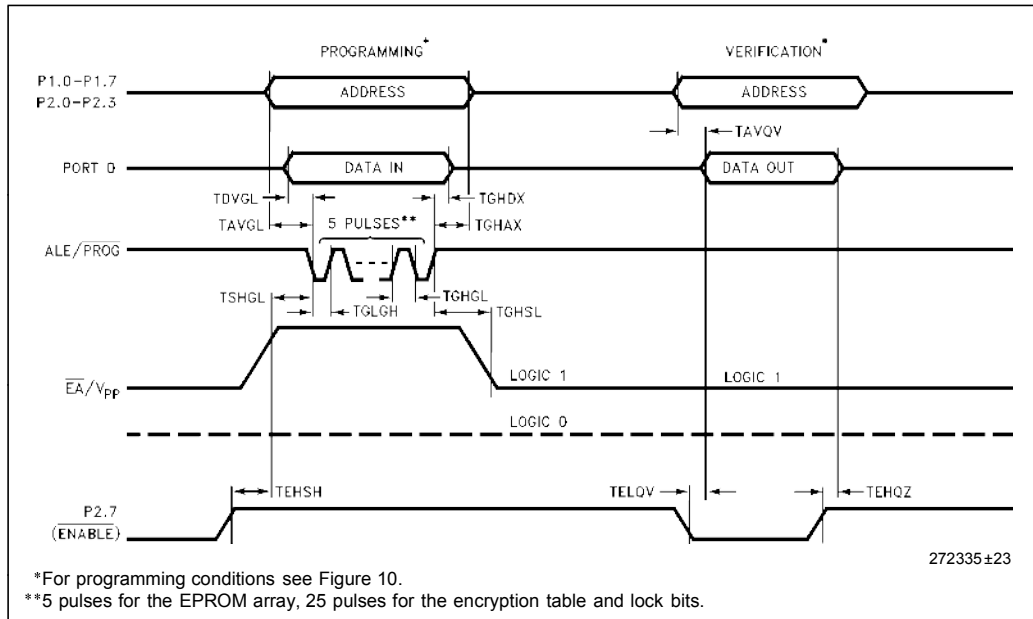 PROGRAMMING* VERIFICATION*
P1.0–P1.7
P2.0–P2.3
ADDRESS ADDRESS
TAVQV
PORT 0 DATA IN DATA OUT
TDVGL TGHDX
TAVGL 5 PULSES** TGHAX
ALE/PROG
TSHGL TGLGH TGHGL TGHSL
EA/VPP LOGIC 1 LOGIC 1
LOGIC 0
TEHSH TELQV TEHQZ
P2.7
(ENABLE)
272335±23
*For programming conditions see Figure 10.
**5 pulses for the EPROM array, 25 pulses for the encryption table and lock bits.